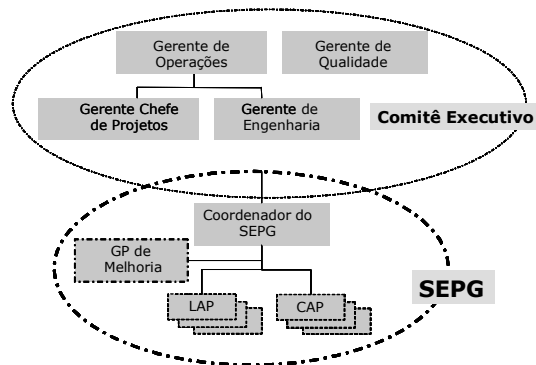 Gerente de
Operações
Gerente de
Qualidade
Gerente Chefe
de Projetos
Gerente de
Engenharia
Comitê Executivo
Coordenador do
SEPG
GP de
Melhoria
SEPG
LAP
CAP